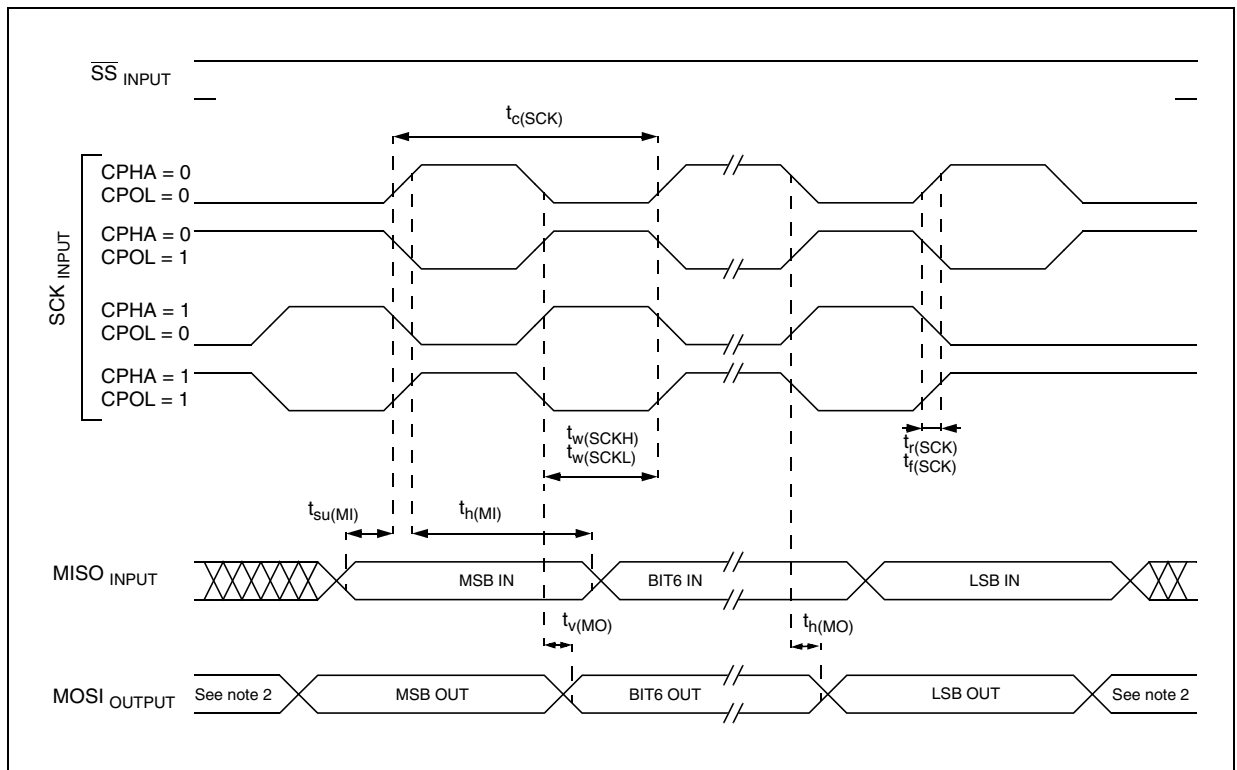 SS INPUT
tc(SCK)
SCK INPUT
CPHA = 0
CPOL = 0
CPHA = 0
CPOL = 1
CPHA = 1
CPOL = 0
CPHA = 1
CPOL = 1
tw(SCKH)
tw(SCKL)
tr(SCK)
tf(SCK)
tsu(MI)
th(MI)
MISO INPUT
MSB IN
BIT6 IN
LSB IN
tv(MO)
th(MO)
MOSI OUTPUT
See note 2
MSB OUT
BIT6 OUT
LSB OUT
See note 2